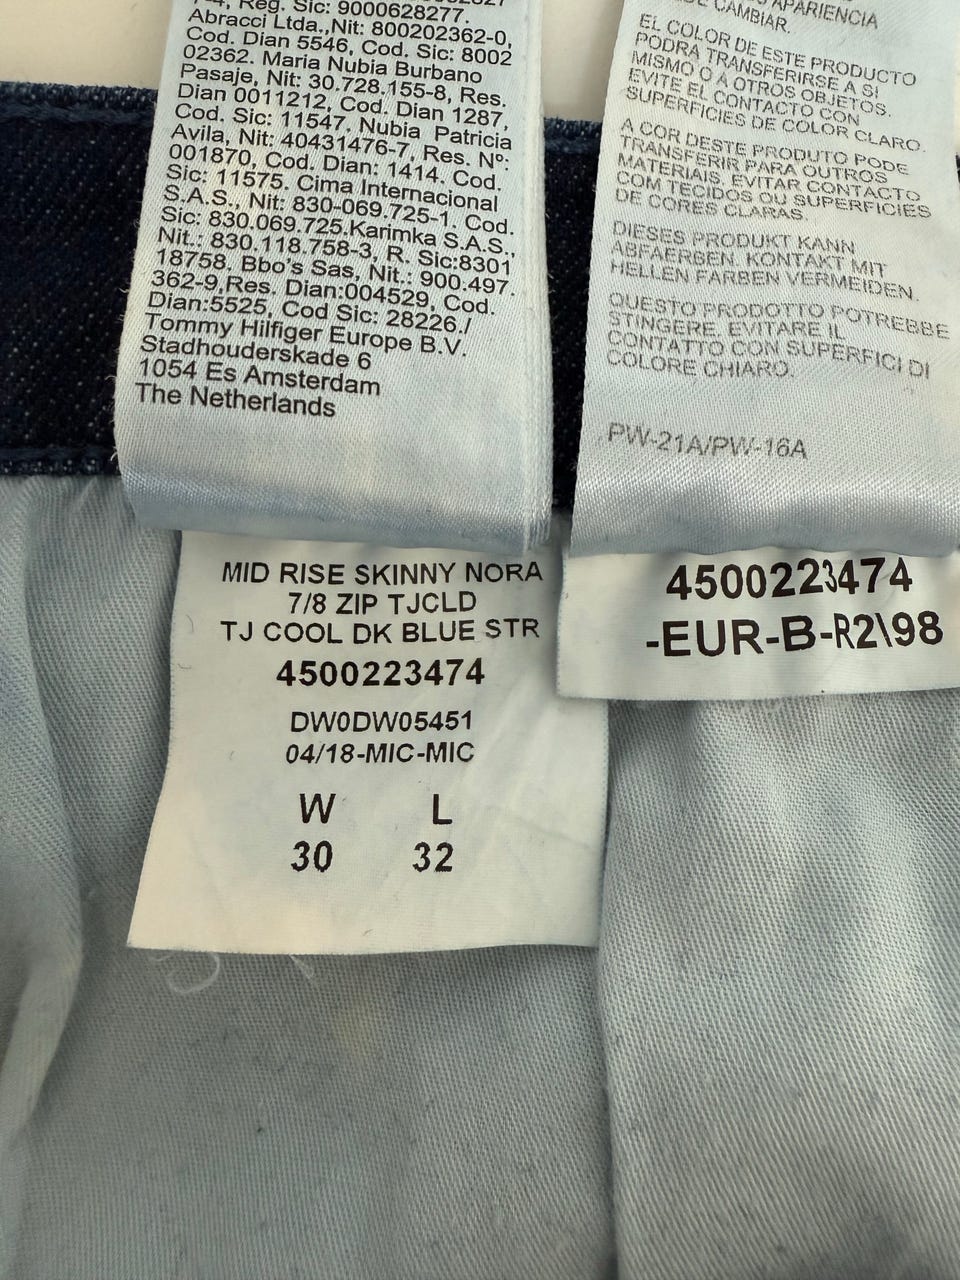 Reg. Sic: 9000628277.
Abracci Ltda.,Nit: 800202362-0,
Cod. Dian 5546, Cod. Sic: 8002
02362. Maria Nubia Burbano
Pasaje, Nit: 30.728.155-8, Res.
Dian 0011212, Cod. Dian 1287,
Cod. Sic: 11547. Nubia Patricia
Avila, Nit: 40431476-7, Res. Nº:
001870, Cod. Dian: 1414. Cod.
Sic: 11575. Cima Internacional
S.A.S., Nit: 830-069.725-1. Cod.
Sic: 830.069.725.Karimka S.A.S.,
Nit.: 830.118.758-3, R. Sic:8301
18758. Bbo's Sas, Nit.: 900.497.
362-9,Res. Dian:004529, Cod.
Dian:5525, Cod Sic: 28226./
Tommy Hilfiger Europe B.V.
Stadhouderskade 6
1054 Es Amsterdam
The Netherlands
APARIENCIA
CAMBIAR.
EL COLOR DE ESTE PRODUCTO
PODRA TRANSFERIRSE A SI
MISMO O A OTROS OBJETOS.
EVITE EL CONTACTO CON
SUPERFICIES DE COLOR CLARO.
A COR DESTE PRODUTO PODE
TRANSFERIR PARA OUTROS
MATERIAIS, EVITAR CONTACTO
COM TECIDOS OU SUPERFICIES
DE CORES CLARAS.
DIESES PRODUKT KANN
ABFAERBEN. KONTAKT MIT
HELLEN FARBEN VERMEIDEN.
QUESTO PRODOTTO POTREBBE
STINGERE, EVITARE IL
CONTATTO CON SUPERFICI DI
COLORE CHIARO.
PW-21A/PW-16A
MID RISE SKINNY NORA
7/8 ZIP TJCLD
TJ COOL DK BLUE STR
4500223474
DW0DW05451
04/18-MIC-MIC
W L
30 32
4500223474
-EUR-B-R2\98